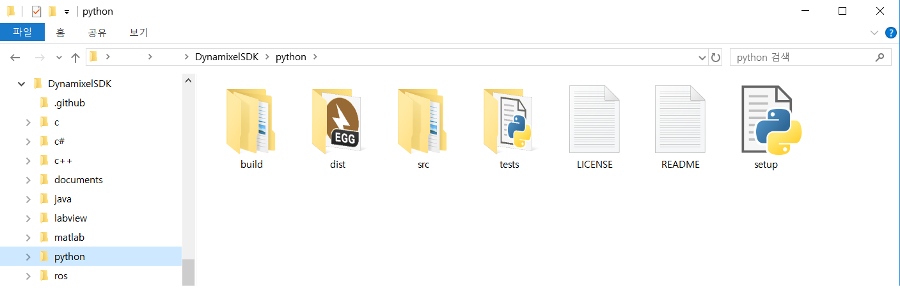 python
파일 홈 공유 보기
DynamixelSDK python python 검색
DynamixelSDK
.github
c
c#
c++
documents
java
labview
matlab
python
ros
EGG
build dist src tests LICENSE README setup